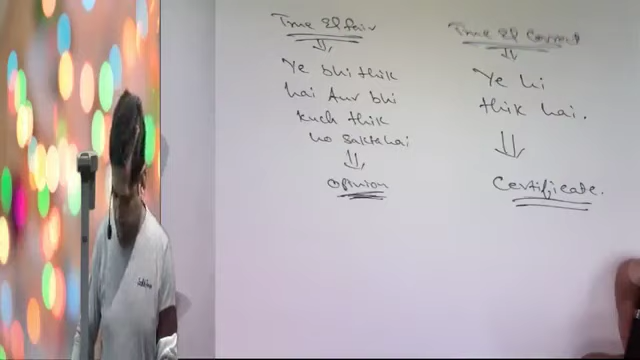 True & fair
Ye bhi thik
hai Aur bhi
kuch thik
ho sakta hai
opinion
True & Correct
Ye hi
thik hai.
Certificate.